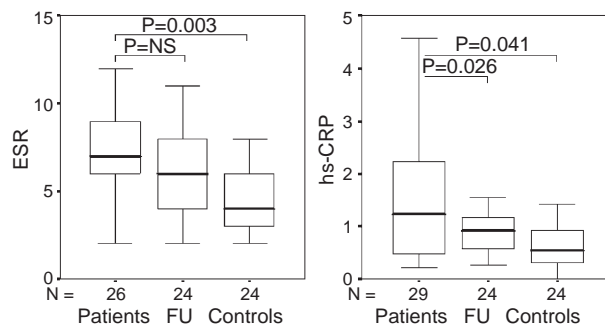 15
10
5
0
ESR
P=0.003
P=NS
N = 26 24 24
Patients FU Controls
5
4
3
2
1
0
hs-CRP
P=0.041
P=0.026
N = 29 24 24
Patients FU Controls